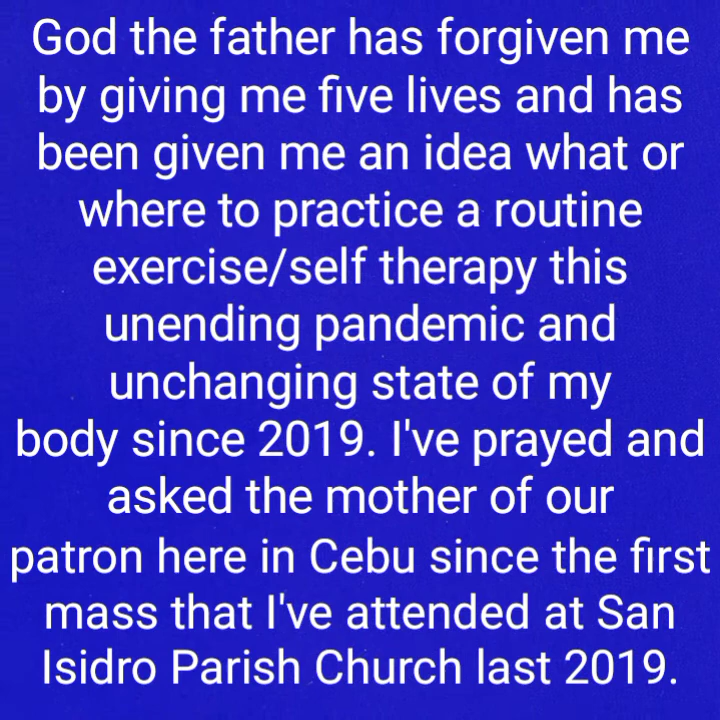 God the father has forgiven me
by giving me five lives and has
been given me an idea what or
where to practice a routine
exercise/self therapy this
unending pandemic and
unchanging state of my
body since 2019. I've prayed and
asked the mother of our
patron here in Cebu since the first
mass that I've attended at San
Isidro Parish Church last 2019.